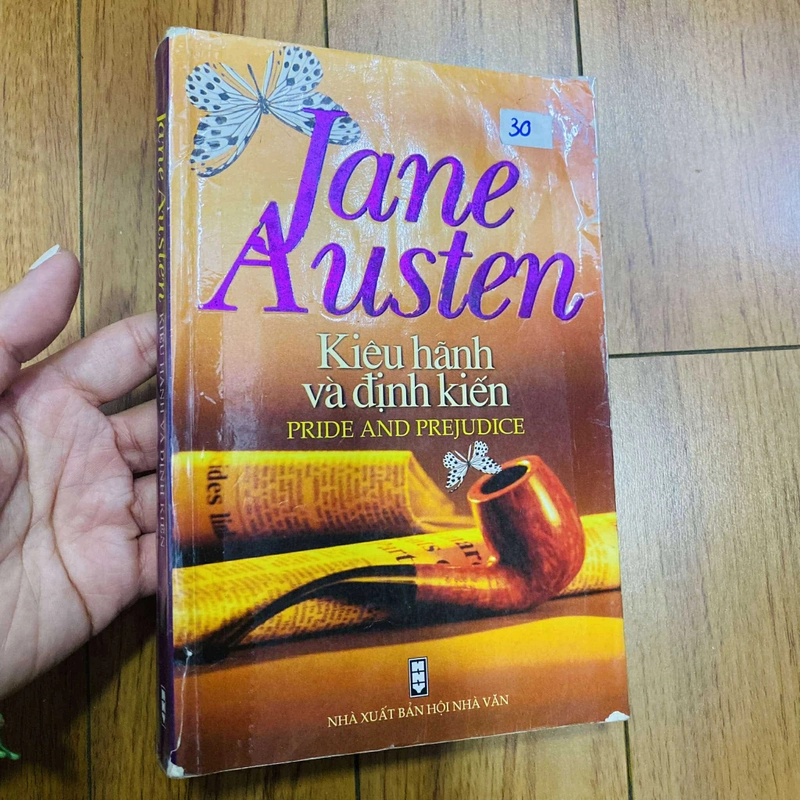 30
Jane
Austen
Kiêu hãnh
và định kiến
PRIDE AND PREJUDICE
NHÀ XUẤT BẢN HỘI NHÀ VĂN
HNV
Jane Austen KIÊU HÃNH VÀ ĐỊNH KIẾN